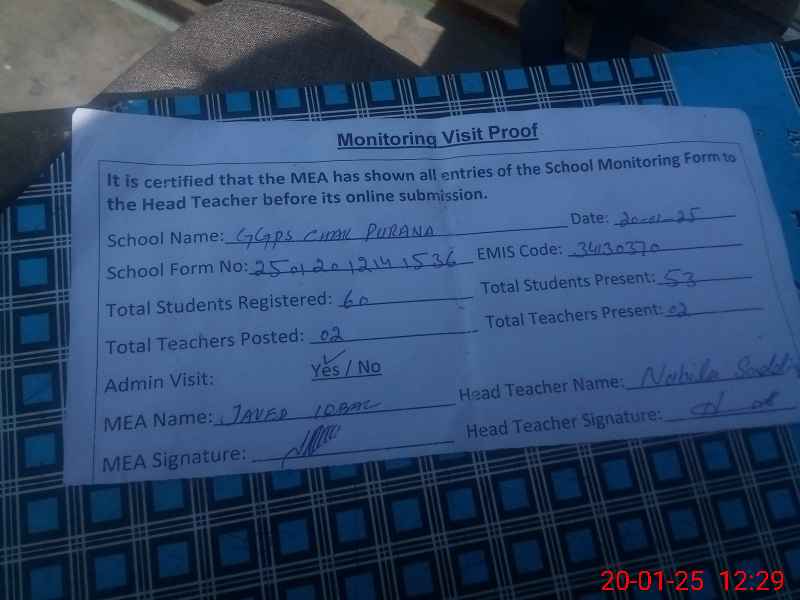 Monitoring Visit Proof
It is certified that the MEA has shown all entries of the School Monitoring Form to
the Head Teacher before its online submission.
School Name: GGPS CHAK PURANA Date: 20-01-25
School Form No: 25012012141536 EMIS Code: 34130370
Total Students Registered: 60 Total Students Present: 53
Total Teachers Posted: 02 Total Teachers Present: 02
Admin Visit: Yes / No
MEA Name: JAVED IQBAL Head Teacher Name: Nabila
MEA Signature: Head Teacher Signature:
20-01-25 12:29